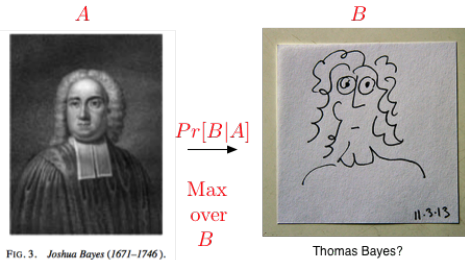 A
B
Pr[B|A]
Max
over
B
11.3.13
FIG. 3. Joshua Bayes (1671–1746).
Thomas Bayes?